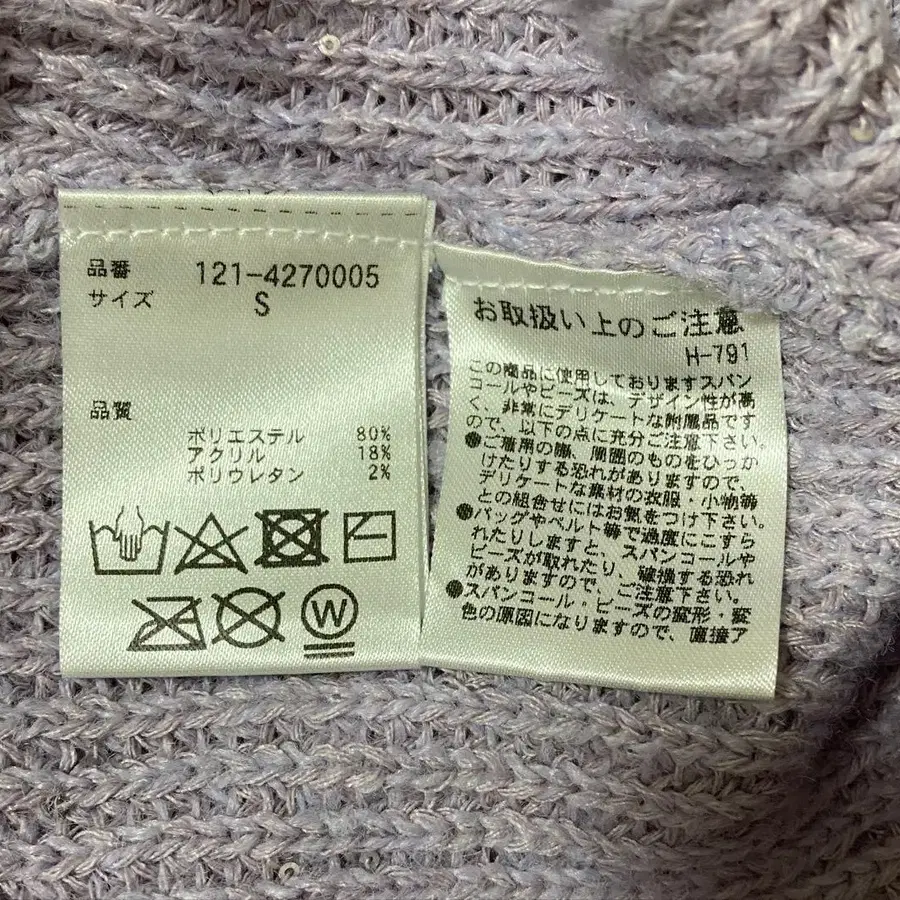 品番 121-4270005
サイズ S
品質
ポリエステル 80%
アクリル 18%
ポリウレタン 2%
W
お取扱い上のご注意
H-791
この商品に使用しておりますスパン
コールやビーズは、デザイン性が高
く、非常にデリケートな附属品です
ので、以下の点に充分ご注意下さい。
●ご着用の際、周囲のものをひっか
けたりする恐れがありますので、
デリケートな素材の衣服・小物等
との組合せにはお気をつけ下さい。
●バッグやベルト等で過度にこすら
れたりしますと、スパンコールや
ビーズが取れたり、破損する恐れ
がありますので、ご注意下さい。
●スパンコール・ビーズの変形・変
色の原因になりますので、直接ア